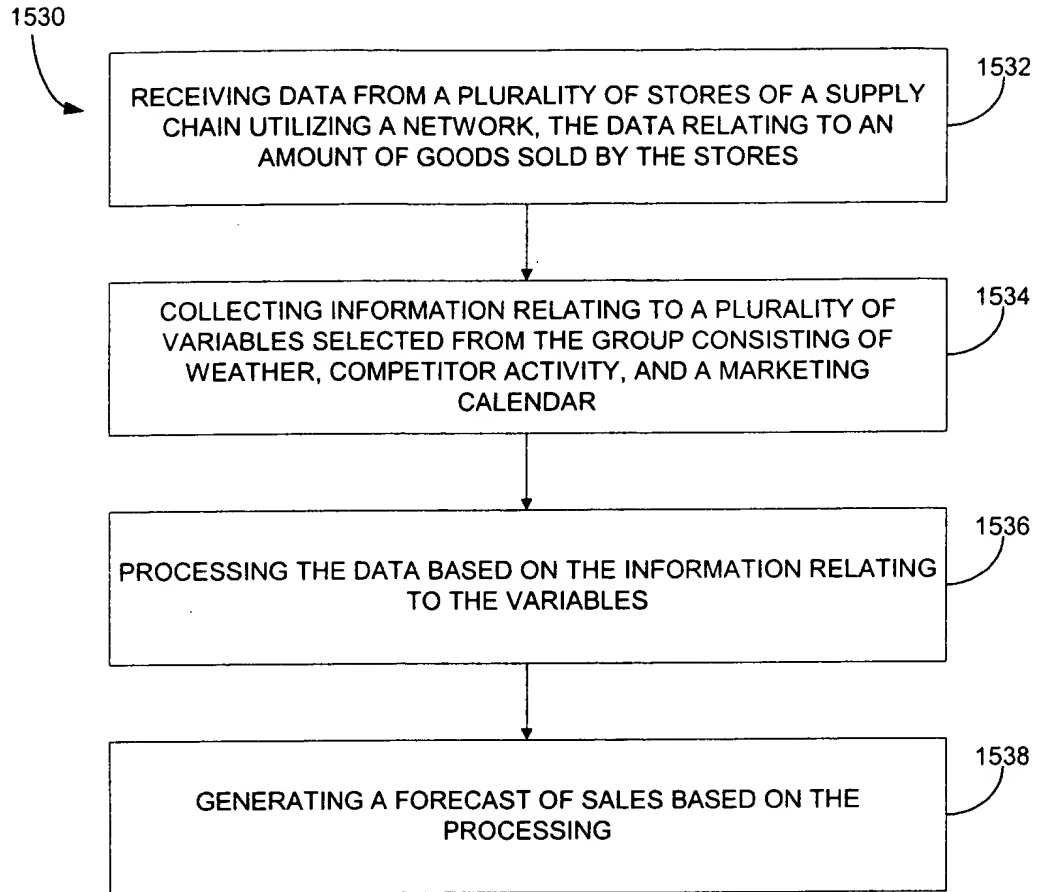 1530
1532
RECEIVING DATA FROM A PLURALITY OF STORES OF A SUPPLY
CHAIN UTILIZING A NETWORK, THE DATA RELATING TO AN
AMOUNT OF GOODS SOLD BY THE STORES
1534
COLLECTING INFORMATION RELATING TO A PLURALITY OF
VARIABLES SELECTED FROM THE GROUP CONSISTING OF
WEATHER, COMPETITOR ACTIVITY, AND A MARKETING
CALENDAR
1536
PROCESSING THE DATA BASED ON THE INFORMATION RELATING
TO THE VARIABLES
1538
GENERATING A FORECAST OF SALES BASED ON THE
PROCESSING